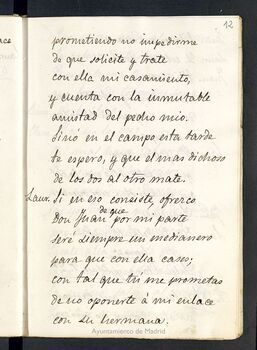 12
prometiendo no impedirme
de que solicite y trate
con ella mi casamiento,
y cuenta con la inmutable
amistad del pecho mio.
Sinó en el campo esta tarde
te espero, y que el mas dichoso
de los dos al otro mate.
Laur. Si en eso consiste, ofrezco
Don Juan de que por mi parte
seré siempre un medianero
para que con ella case;
con tal que tú me prometas
de no oponerte á mi enlace
con su hermana.
Ayuntamiento de Madrid